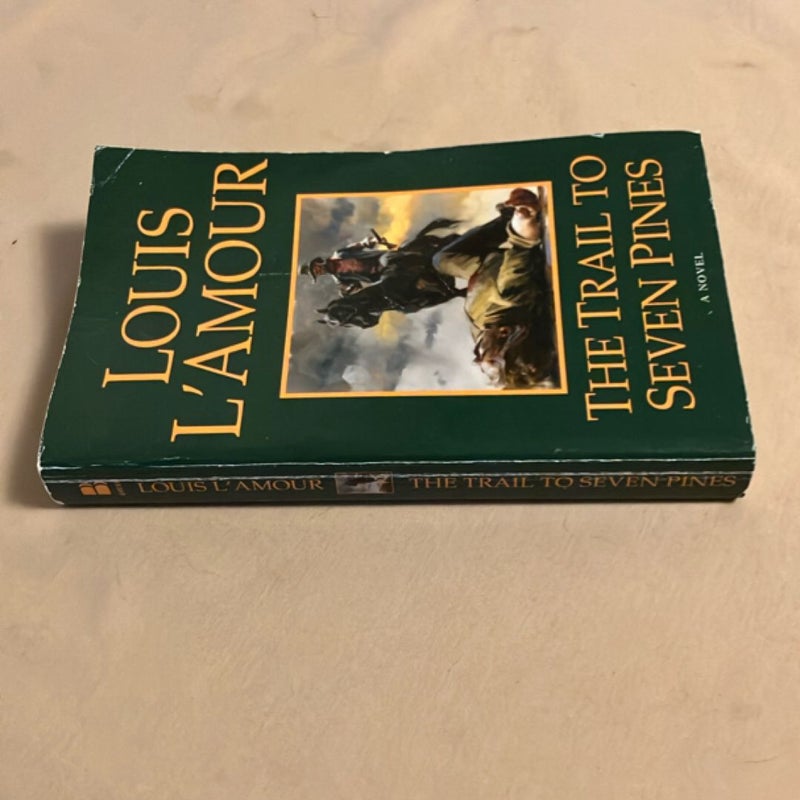 LOUIS
L'AMOUR
THE TRAIL TO
SEVEN PINES
A NOVEL
LOUIS L'AMOUR THE TRAIL TO SEVEN PINES